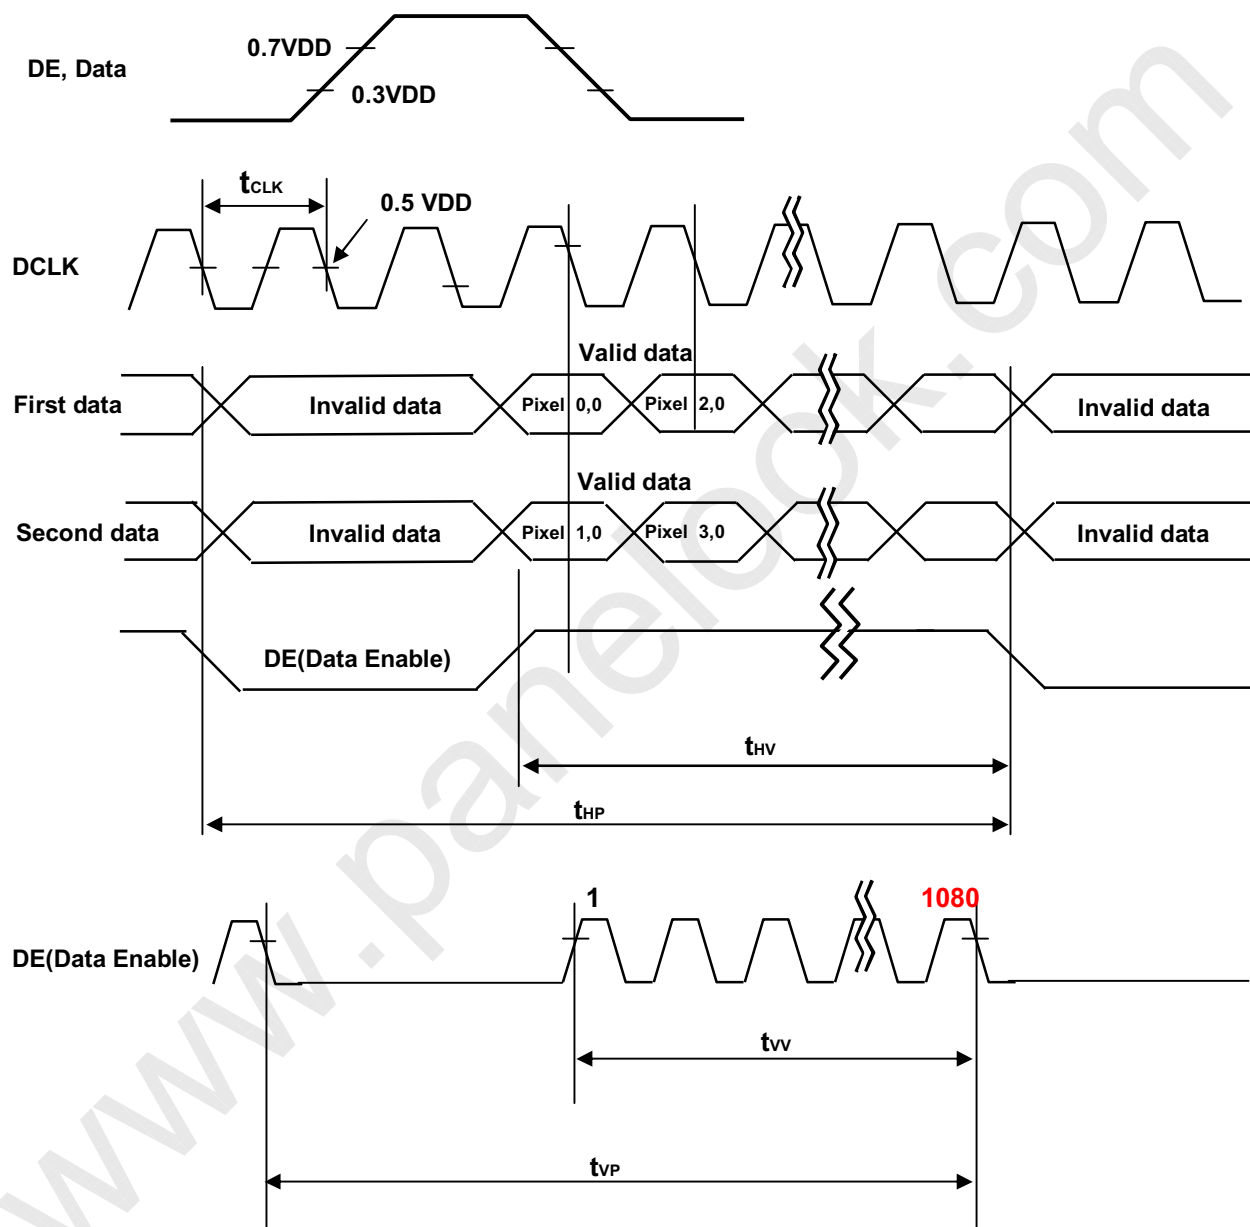 0.7VDD
DE, Data
0.3VDD
tCLK
0.5 VDD
DCLK
Valid data
First data
Invalid data
Pixel 0,0
Pixel 2,0
Invalid data
Valid data
Second data
Invalid data
Pixel 1,0
Pixel 3,0
Invalid data
DE(Data Enable)
tHV
tHP
1
1080
DE(Data Enable)
tVV
tVP
www.panelook.com